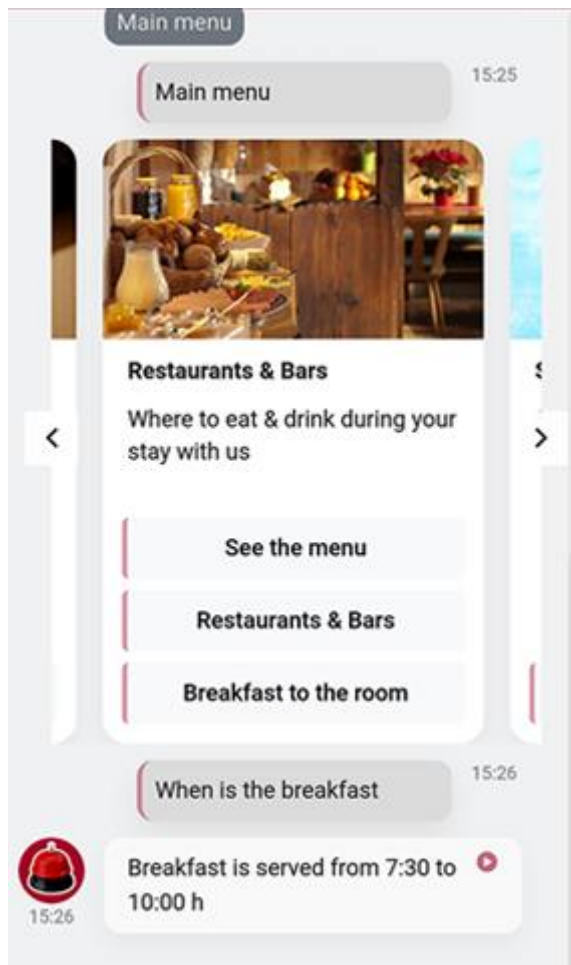 Main menu
Main menu
15:25
Restaurants & Bars
Where to eat & drink during your
stay with us
See the menu
Restaurants & Bars
Breakfast to the room
When is the breakfast
15:26
Breakfast is served from 7:30 to
10:00 h
15:26